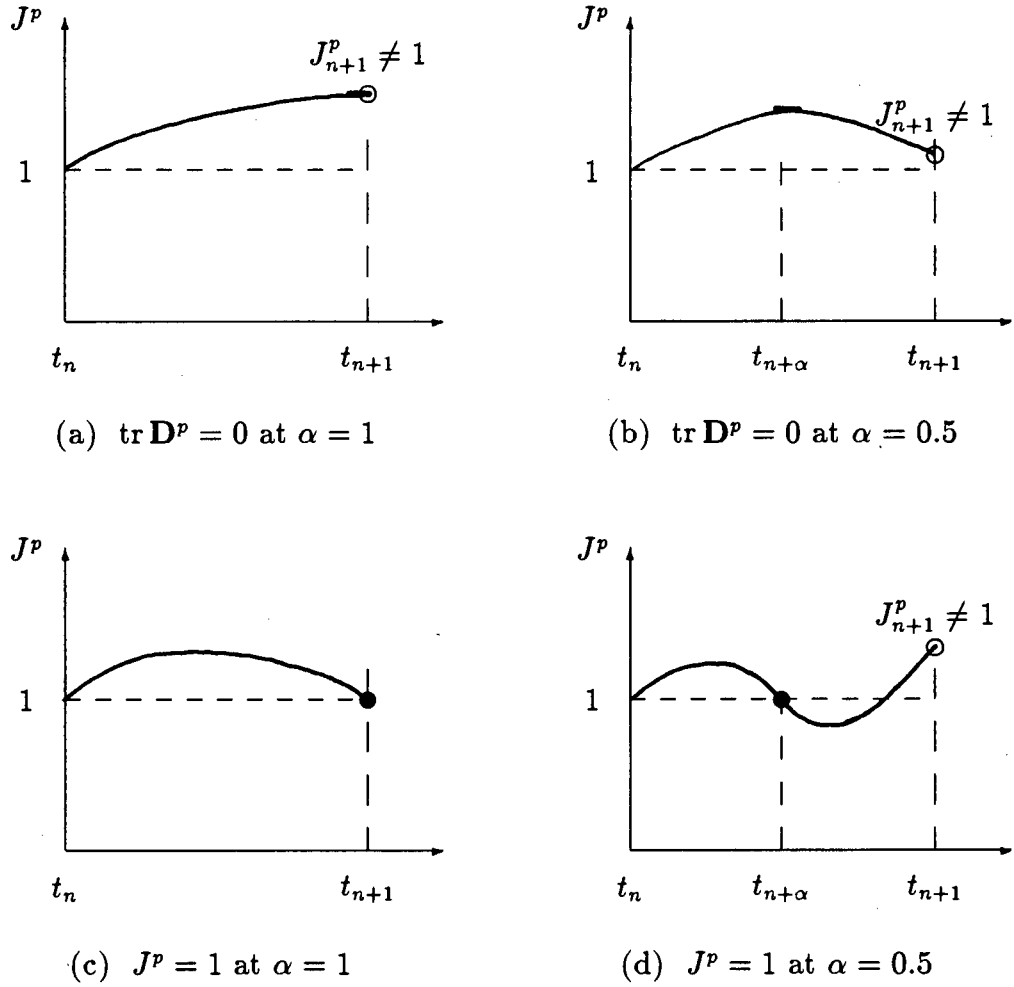 J^p
J^p_{n+1} ≠ 1
1
t_n
t_{n+1}
(a) tr D^p = 0 at α = 1
J^p
J^p_{n+1} ≠ 1
1
t_n
t_{n+α}
t_{n+1}
(b) tr D^p = 0 at α = 0.5
J^p
1
t_n
t_{n+1}
(c) J^p = 1 at α = 1
J^p
J^p_{n+1} ≠ 1
1
t_n
t_{n+α}
t_{n+1}
(d) J^p = 1 at α = 0.5